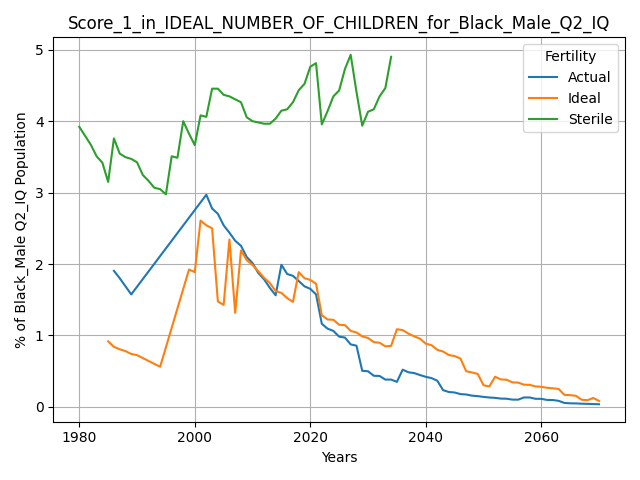 Score_1_in_IDEAL_NUMBER_OF_CHILDREN_for_Black_Male_Q2_IQ
Fertility
Actual
Ideal
Sterile
% of Black_Male Q2_IQ Population
5
4
3
2
1
0
1980
2000
2020
2040
2060
Years